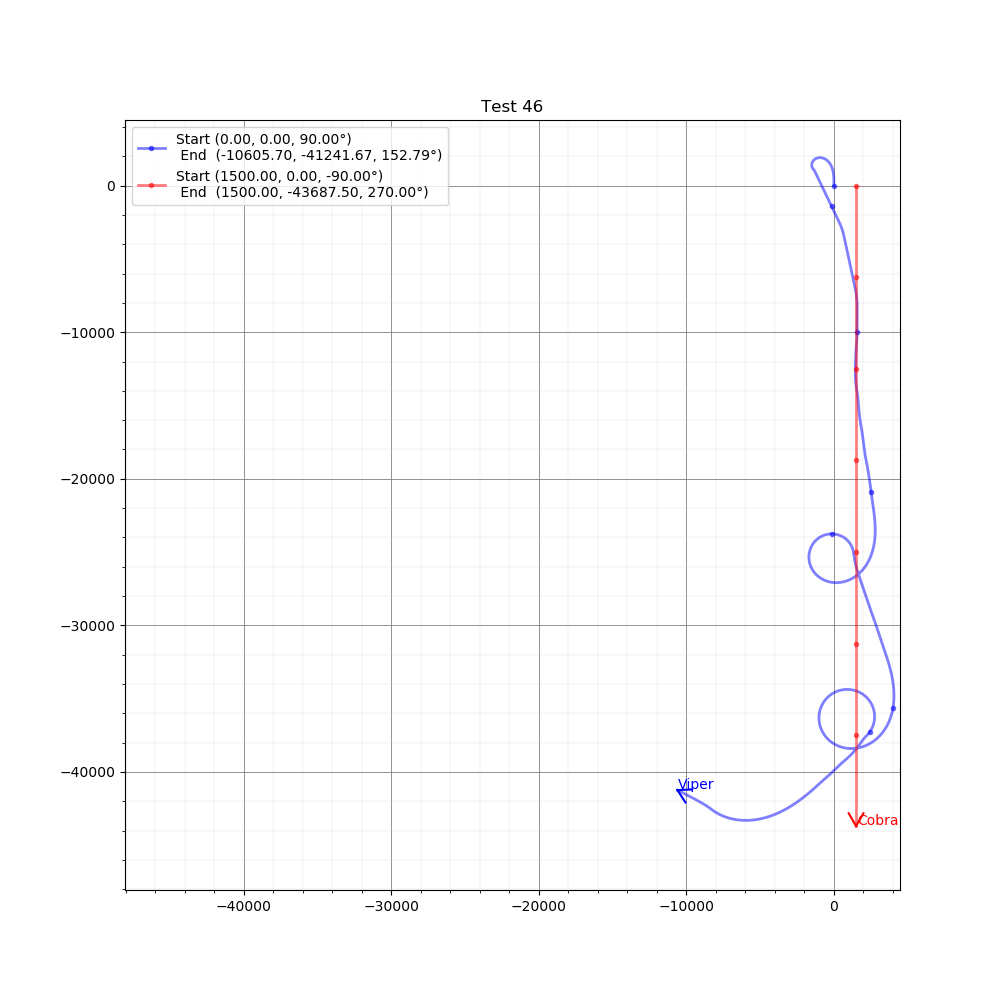 Test 46
Start (0.00, 0.00, 90.00°)
End  (-10605.70, -41241.67, 152.79°)
Start (1500.00, 0.00, -90.00°)
End  (1500.00, -43687.50, 270.00°)
0
−10000
−20000
−30000
−40000
Viper
Cobra
−40000 −30000 −20000 −10000 0